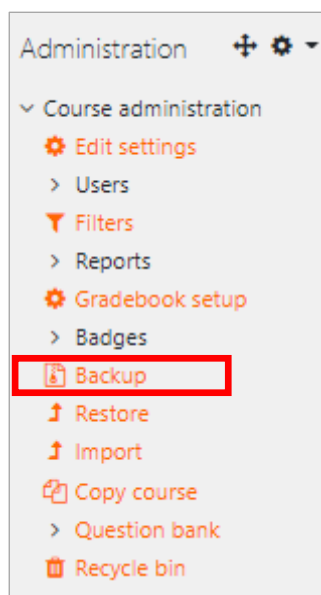 Administration
Course administration
Edit settings
Users
Filters
Reports
Gradebook setup
Badges
Backup
Restore
Import
Copy course
Question bank
Recycle bin